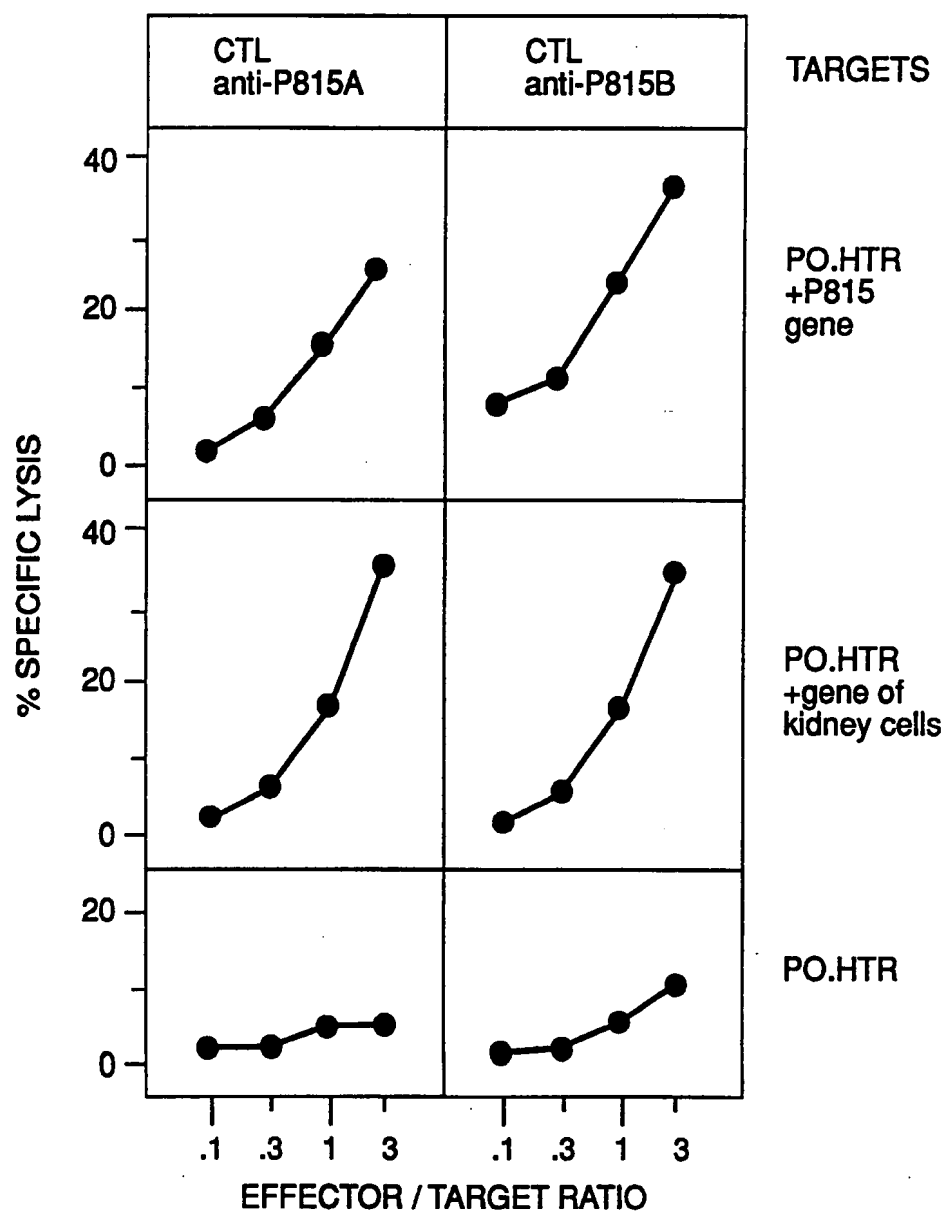 CTL
anti-P815A
CTL
anti-P815B
TARGETS
40
20
0
PO.HTR
+P815
gene
% SPECIFIC LYSIS
40
20
0
PO.HTR
+gene of
kidney cells
20
0
PO.HTR
.1 .3 1 3
.1 .3 1 3
EFFECTOR / TARGET RATIO